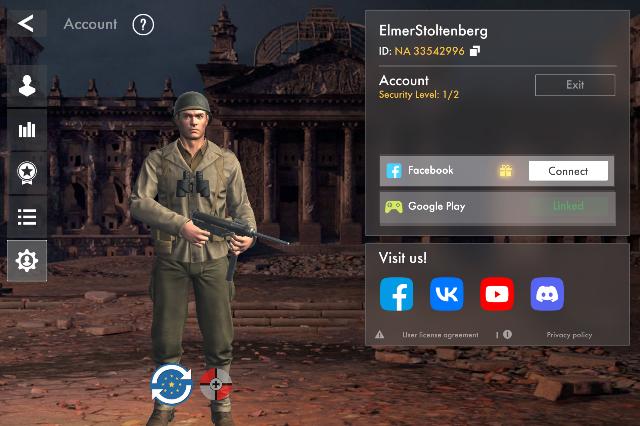 Account ?
ElmerStoltenberg
ID: NA 33542996
Account
Security Level: 1/2
Exit
Facebook
Connect
Google Play
Linked
Visit us!
User license agreement
Privacy policy